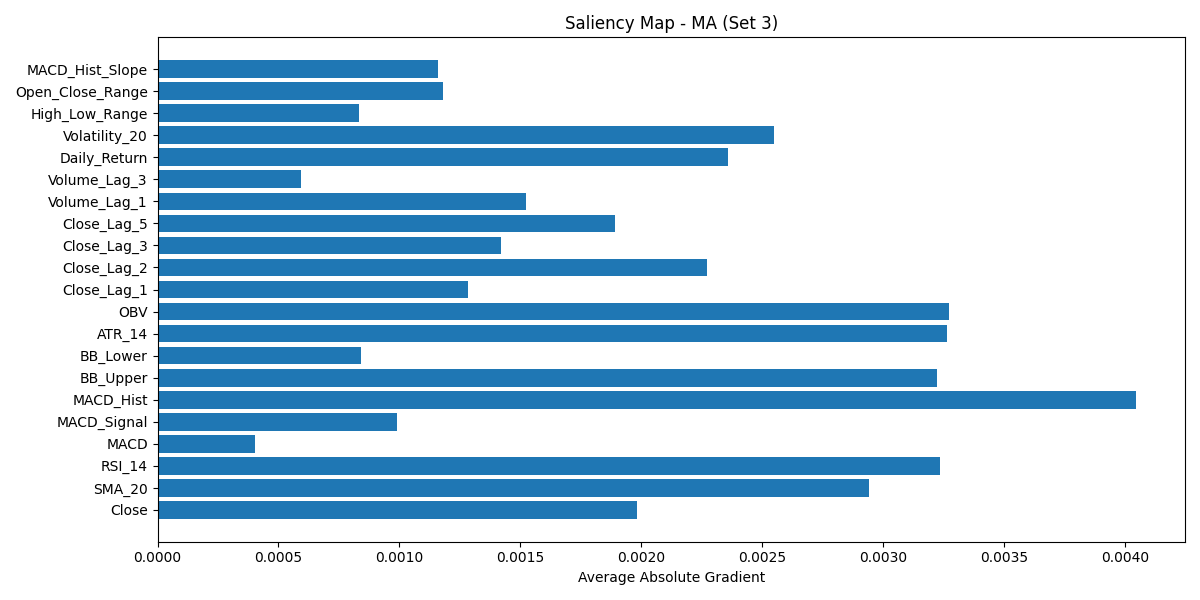 Saliency Map - MA (Set 3)
MACD_Hist_Slope
Open_Close_Range
High_Low_Range
Volatility_20
Daily_Return
Volume_Lag_3
Volume_Lag_1
Close_Lag_5
Close_Lag_3
Close_Lag_2
Close_Lag_1
OBV
ATR_14
BB_Lower
BB_Upper
MACD_Hist
MACD_Signal
MACD
RSI_14
SMA_20
Close
0.0000 0.0005 0.0010 0.0015 0.0020 0.0025 0.0030 0.0035 0.0040
Average Absolute Gradient